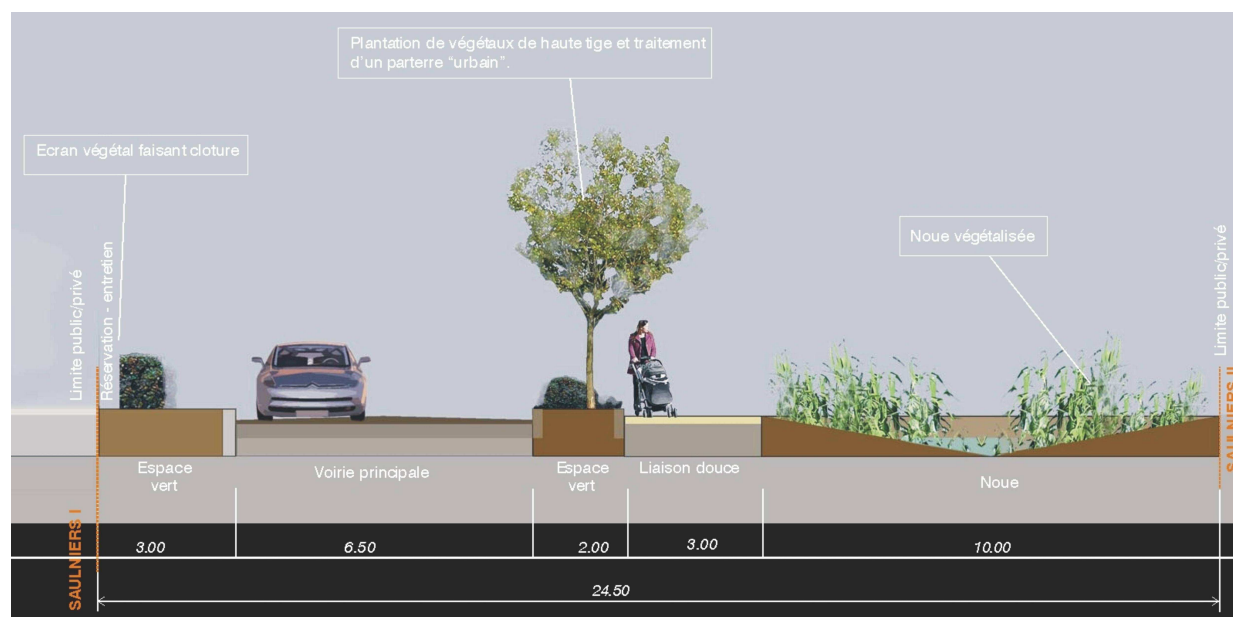 Plantation de végétaux de haute tige et traitement
d'un parterre "urbain".
Ecran végétal faisant cloture
Noue végétalisée
Limite public/privé
Réservation - entretien
Limite public/privé
Espace
vert
Voirie principale
Espace
vert
Liaison douce
Noue
SAULNIERS I
SAULNIERS II
3.00
6.50
2.00
3.00
10.00
24.50